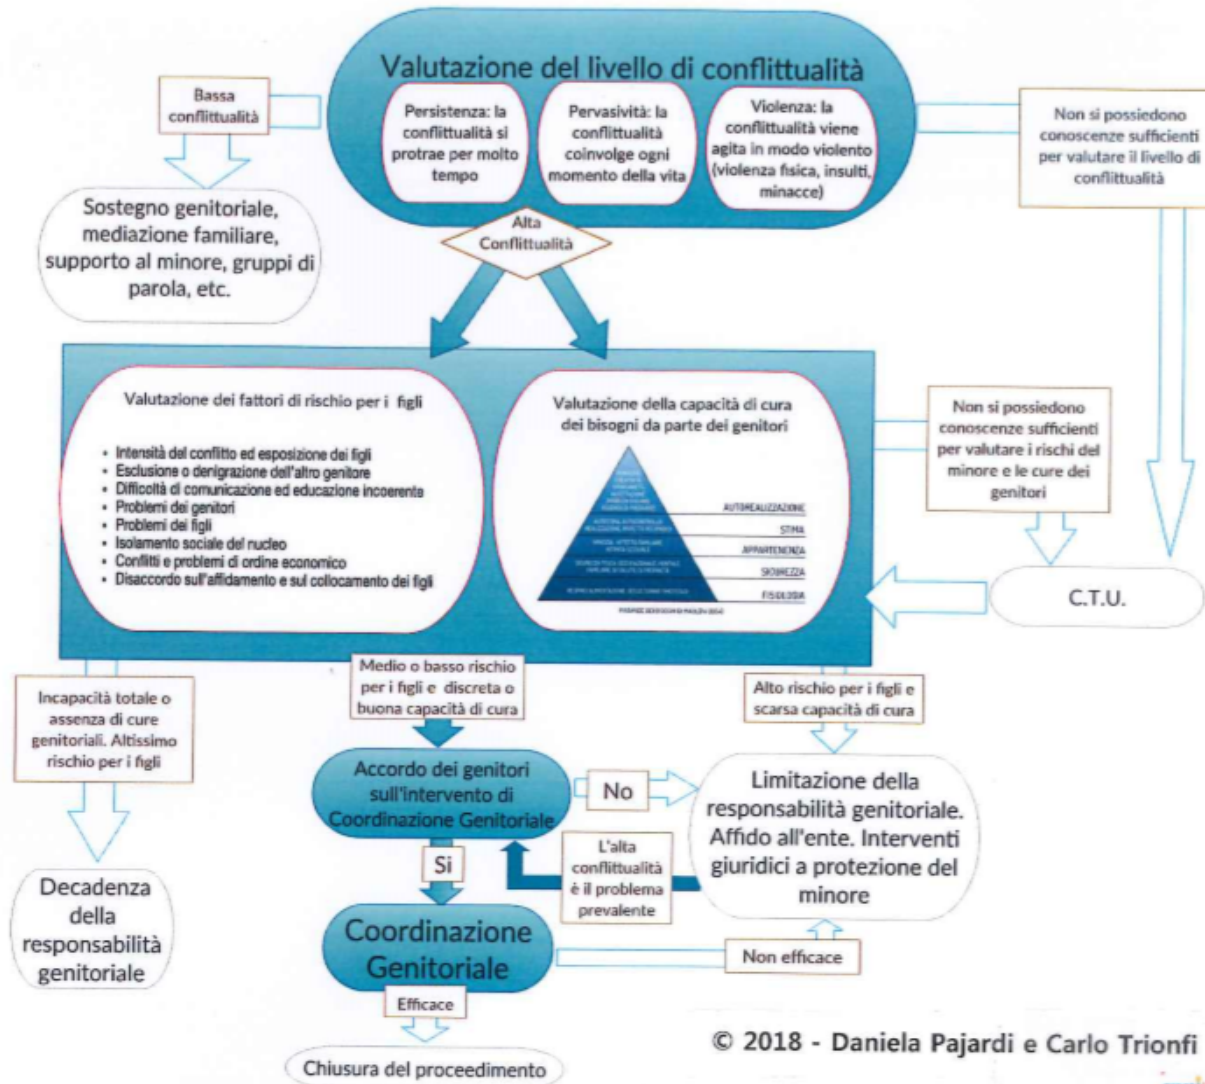 Valutazione del livello di conflittualità
Bassa
conflittualità
Persistenza: la
conflittualità si
protrae per molto
tempo
Pervasività: la
conflittualità
coinvolge ogni
momento della vita
Violenza: la
conflittualità viene
agita in modo violento
(violenza fisica, insulti,
minacce)
Non si possiedono
conoscenze sufficienti
per valutare il livello di
conflittualità
Sostegno genitoriale,
mediazione familiare,
supporto al minore, gruppi di
parola, etc.
Alta
Conflittualità
Valutazione dei fattori di rischio per i figli
• Intensità del conflitto ed esposizione dei figli
• Esclusione o denigrazione dell'altro genitore
• Difficoltà di comunicazione ed educazione incoerente
• Problemi dei genitori
• Problemi dei figli
• Isolamento sociale del nucleo
• Conflitti e problemi di ordine economico
• Disaccordo sull'affidamento e sul collocamento dei figli
Valutazione della capacità di cura
dei bisogni da parte dei genitori
AUTOREALIZZAZIONE
STIMA
APPARTENENZA
SICUREZZA
FISIOLOGIA
Non si possiedono
conoscenze sufficienti
per valutare i rischi del
minore e le cure dei
genitori
C.T.U.
Incapacità totale o
assenza di cure
genitoriali. Altissimo
rischio per i figli
Medio o basso rischio
per i figli e discreta o
buona capacità di cura
Alto rischio per i figli e
scarsa capacità di cura
Accordo dei genitori
sull'intervento di
Coordinazione Genitoriale
No
Limitazione della
responsabilità genitoriale.
Affido all'ente. Interventi
giuridici a protezione del
minore
Si
L'alta
conflittualità
è il problema
prevalente
Decadenza
della
responsabilità
genitoriale
Coordinazione
Genitoriale
Non efficace
Efficace
Chiusura del proceedimento
© 2018 - Daniela Pajardi e Carlo Trionfi